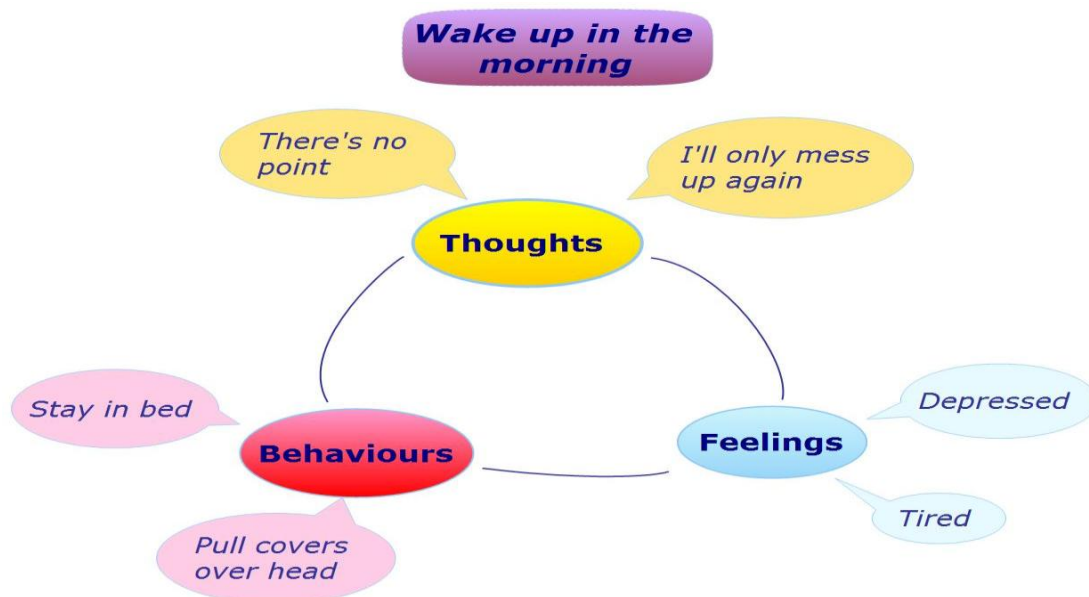 Wake up in the
morning
There's no
point
I'll only mess
up again
Thoughts
Stay in bed
Depressed
Behaviours
Feelings
Tired
Pull covers
over head